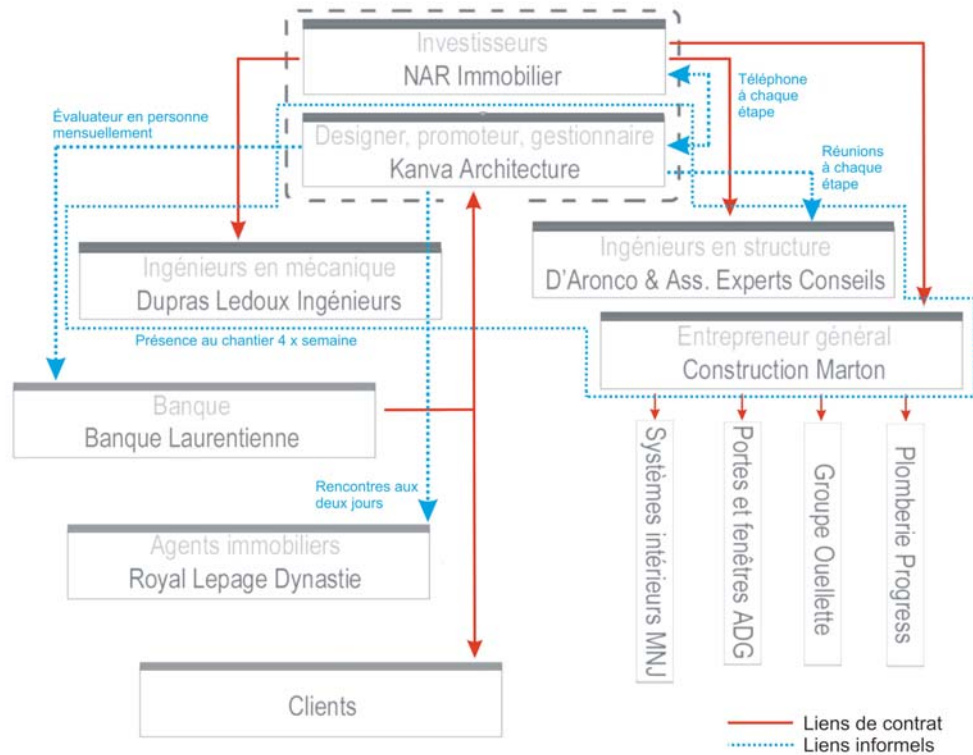 Investisseurs
NAR Immobilier
Téléphone
à chaque
étape
Évaluateur en personne
mensuellement
Designer, promoteur, gestionnaire
Kanva Architecture
Réunions
à chaque
étape
Ingénieurs en mécanique
Dupras Ledoux Ingénieurs
Ingénieurs en structure
D'Aronco & Ass. Experts Conseils
Présence au chantier 4 x semaine
Entrepreneur général
Construction Marton
Banque
Banque Laurentienne
Rencontres aux
deux jours
Agents immobiliers
Royal Lepage Dynastie
Systèmes intérieurs MNJ
Portes et fenêtres ADG
Groupe Ouellette
Plomberie Progress
Clients
Liens de contrat
Liens informels